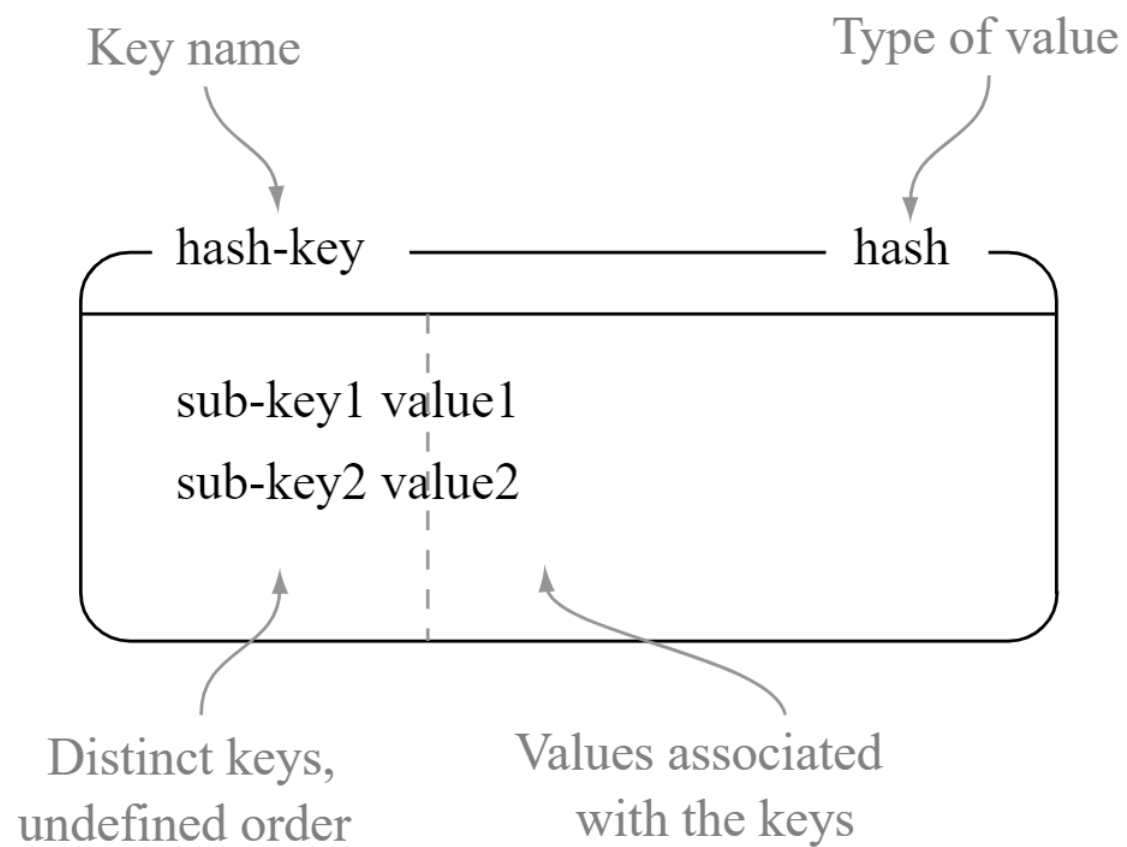 Key name
Type of value
hash-key
hash
sub-key1 value1
sub-key2 value2
Distinct keys,
undefined order
Values associated
with the keys